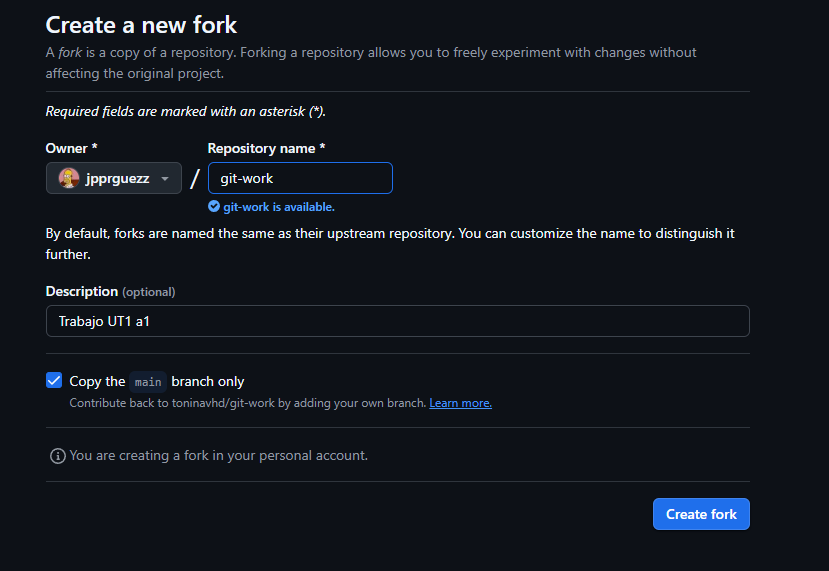 Create a new fork
A fork is a copy of a repository. Forking a repository allows you to freely experiment with changes without
affecting the original project.
Required fields are marked with an asterisk (*).
Owner *
Repository name *
jpprguezz
/
git-work
git-work is available.
By default, forks are named the same as their upstream repository. You can customize the name to distinguish it
further.
Description (optional)
Trabajo UT1 a1
Copy the main branch only
Contribute back to toninavhd/git-work by adding your own branch. Learn more.
You are creating a fork in your personal account.
Create fork